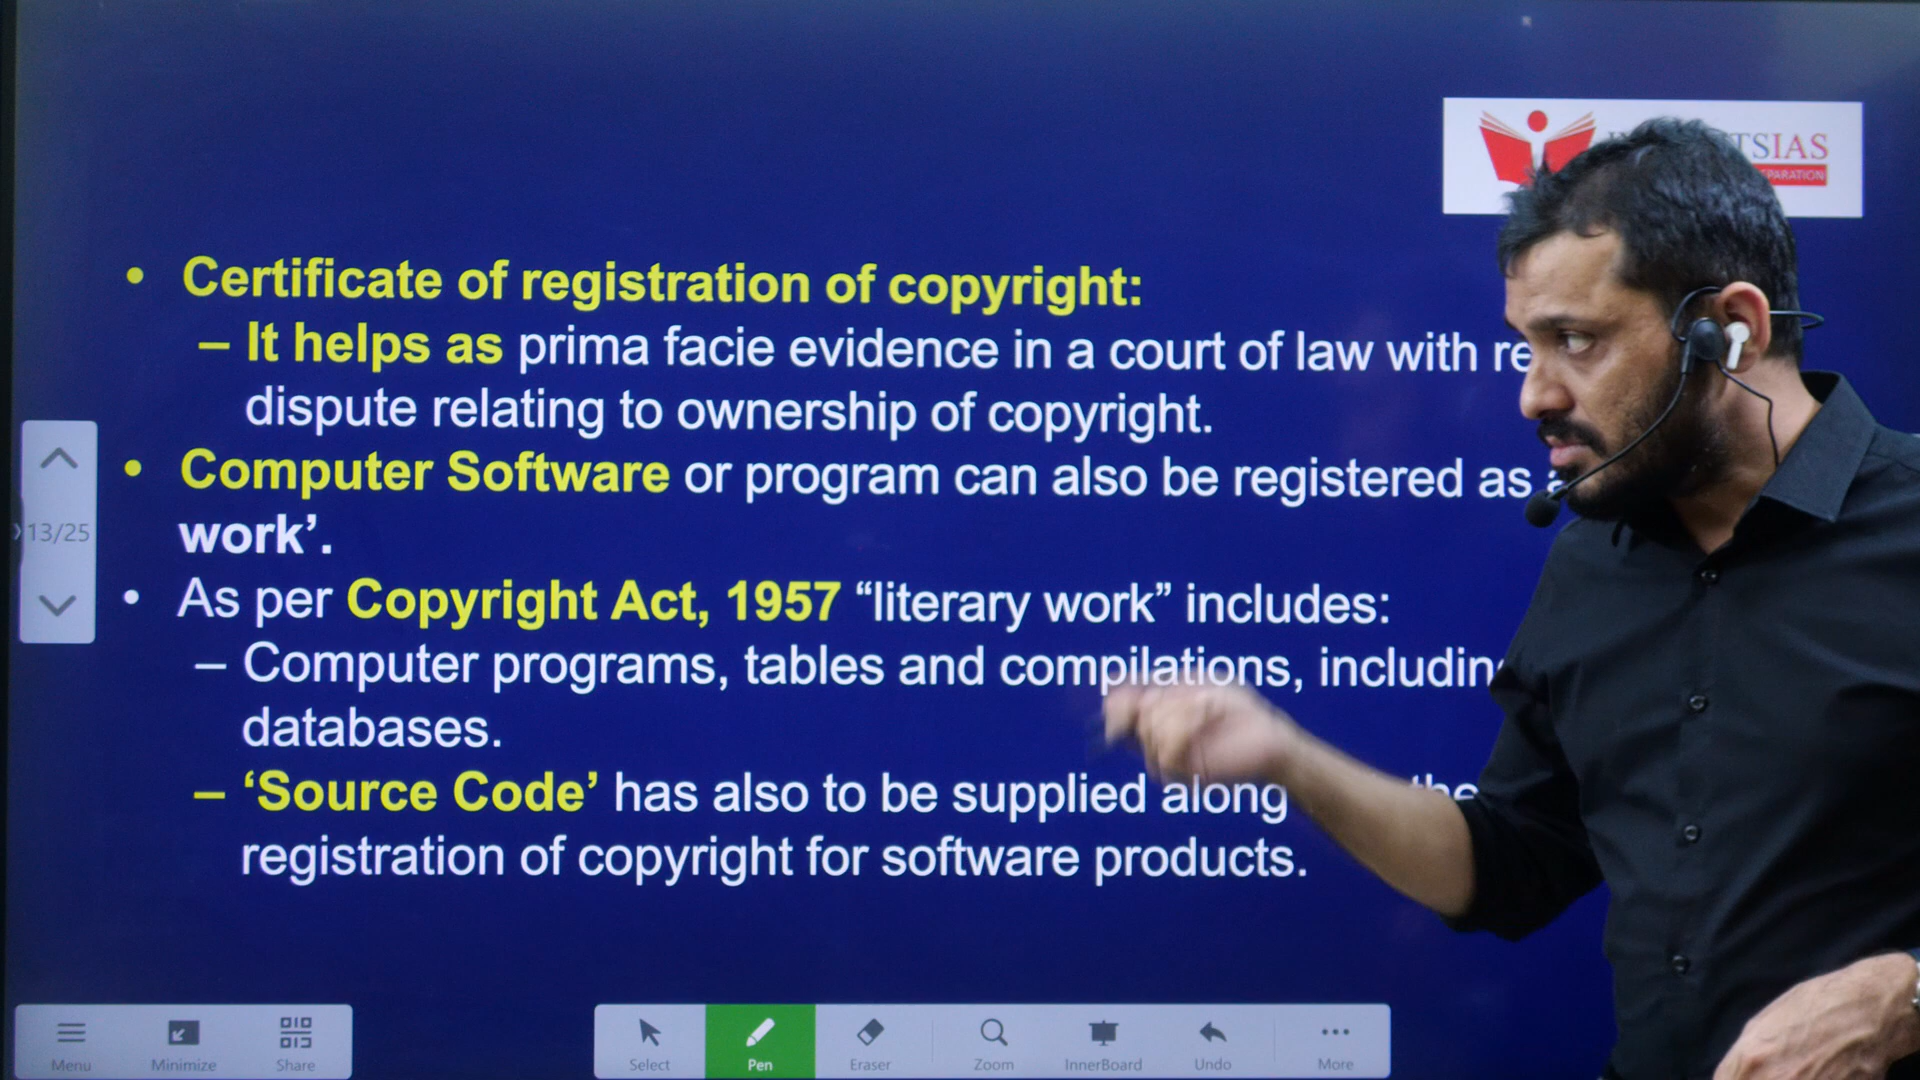 TSIAS
PARATION
• Certificate of registration of copyright:
– It helps as prima facie evidence in a court of law with re
dispute relating to ownership of copyright.
• Computer Software or program can also be registered as a
work’.
13/25
• As per Copyright Act, 1957 “literary work” includes:
– Computer programs, tables and compilations, including
databases.
– ‘Source Code’ has also to be supplied along the
registration of copyright for software products.
Menu Minimize Share Select Pen Eraser Zoom InnerBoard Undo More